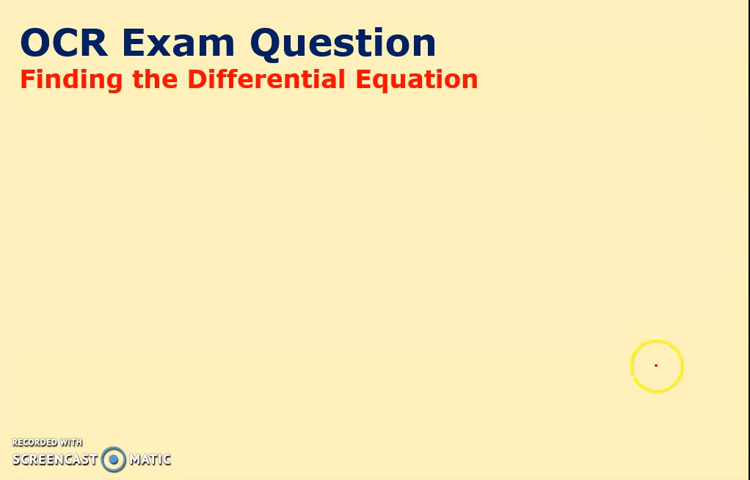 OCR Exam Question
Finding the Differential Equation
RECORDED WITH
SCREENCAST MATIC